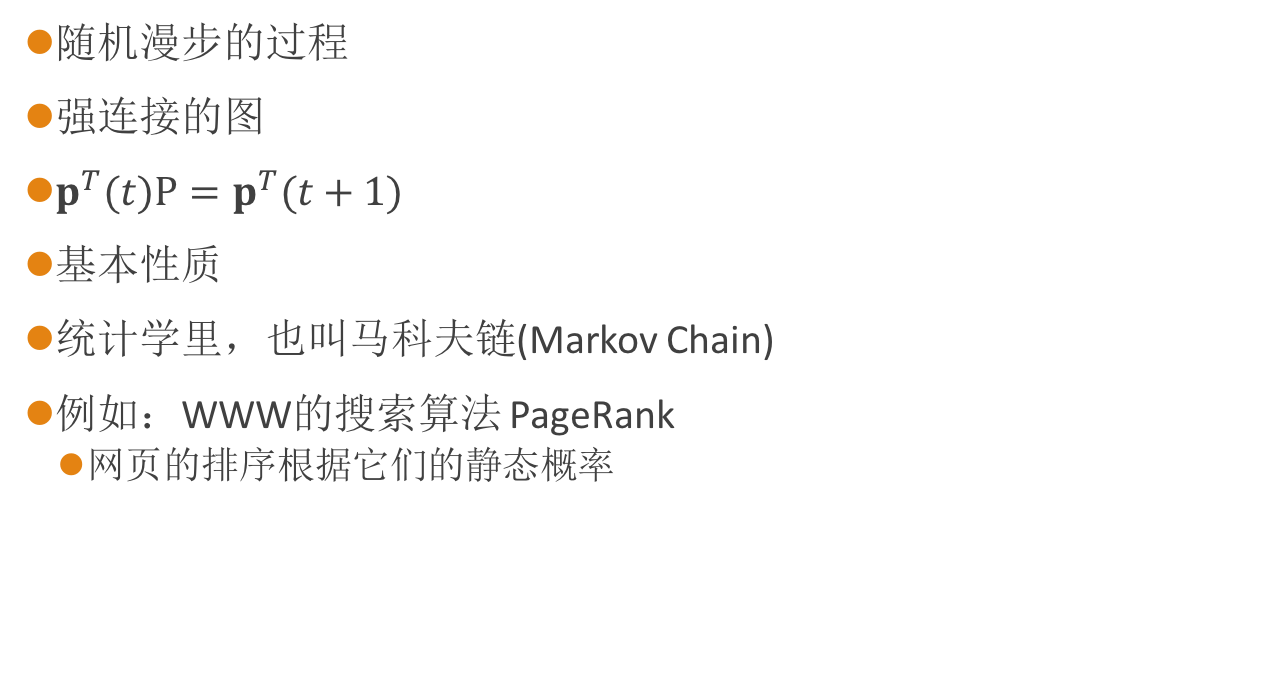 ●随机漫步的过程
●强连接的图
●𝐩ᵀ(t)P = 𝐩ᵀ(t + 1)
●基本性质
●统计学里，也叫马科夫链(Markov Chain)
●例如：WWW的搜索算法 PageRank
●网页的排序根据它们的静态概率